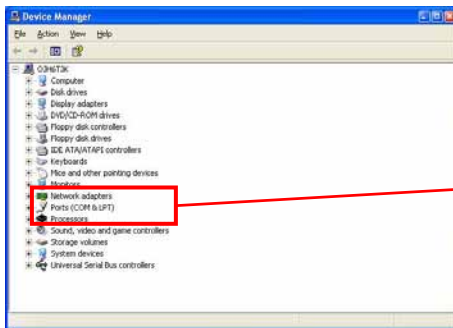 Device Manager
File Action View Help
O3H6T3K
Computer
Disk drives
Display adapters
DVD/CD-ROM drives
Floppy disk controllers
Floppy disk drives
IDE ATA/ATAPI controllers
Keyboards
Mice and other pointing devices
Monitors
Network adapters
Ports (COM & LPT)
Processors
Sound, video and game controllers
Storage volumes
System devices
Universal Serial Bus controllers